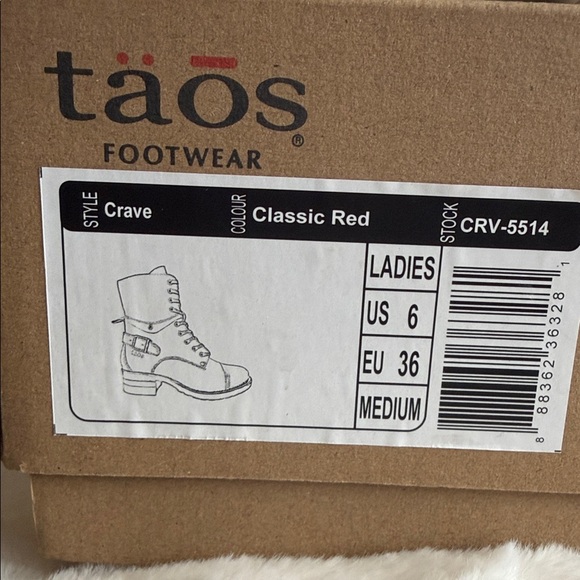 täōs®
FOOTWEAR
STYLE Crave COLOUR Classic Red STOCK CRV-5514
LADIES
US 6
EU 36
MEDIUM
8 88362 36328 1